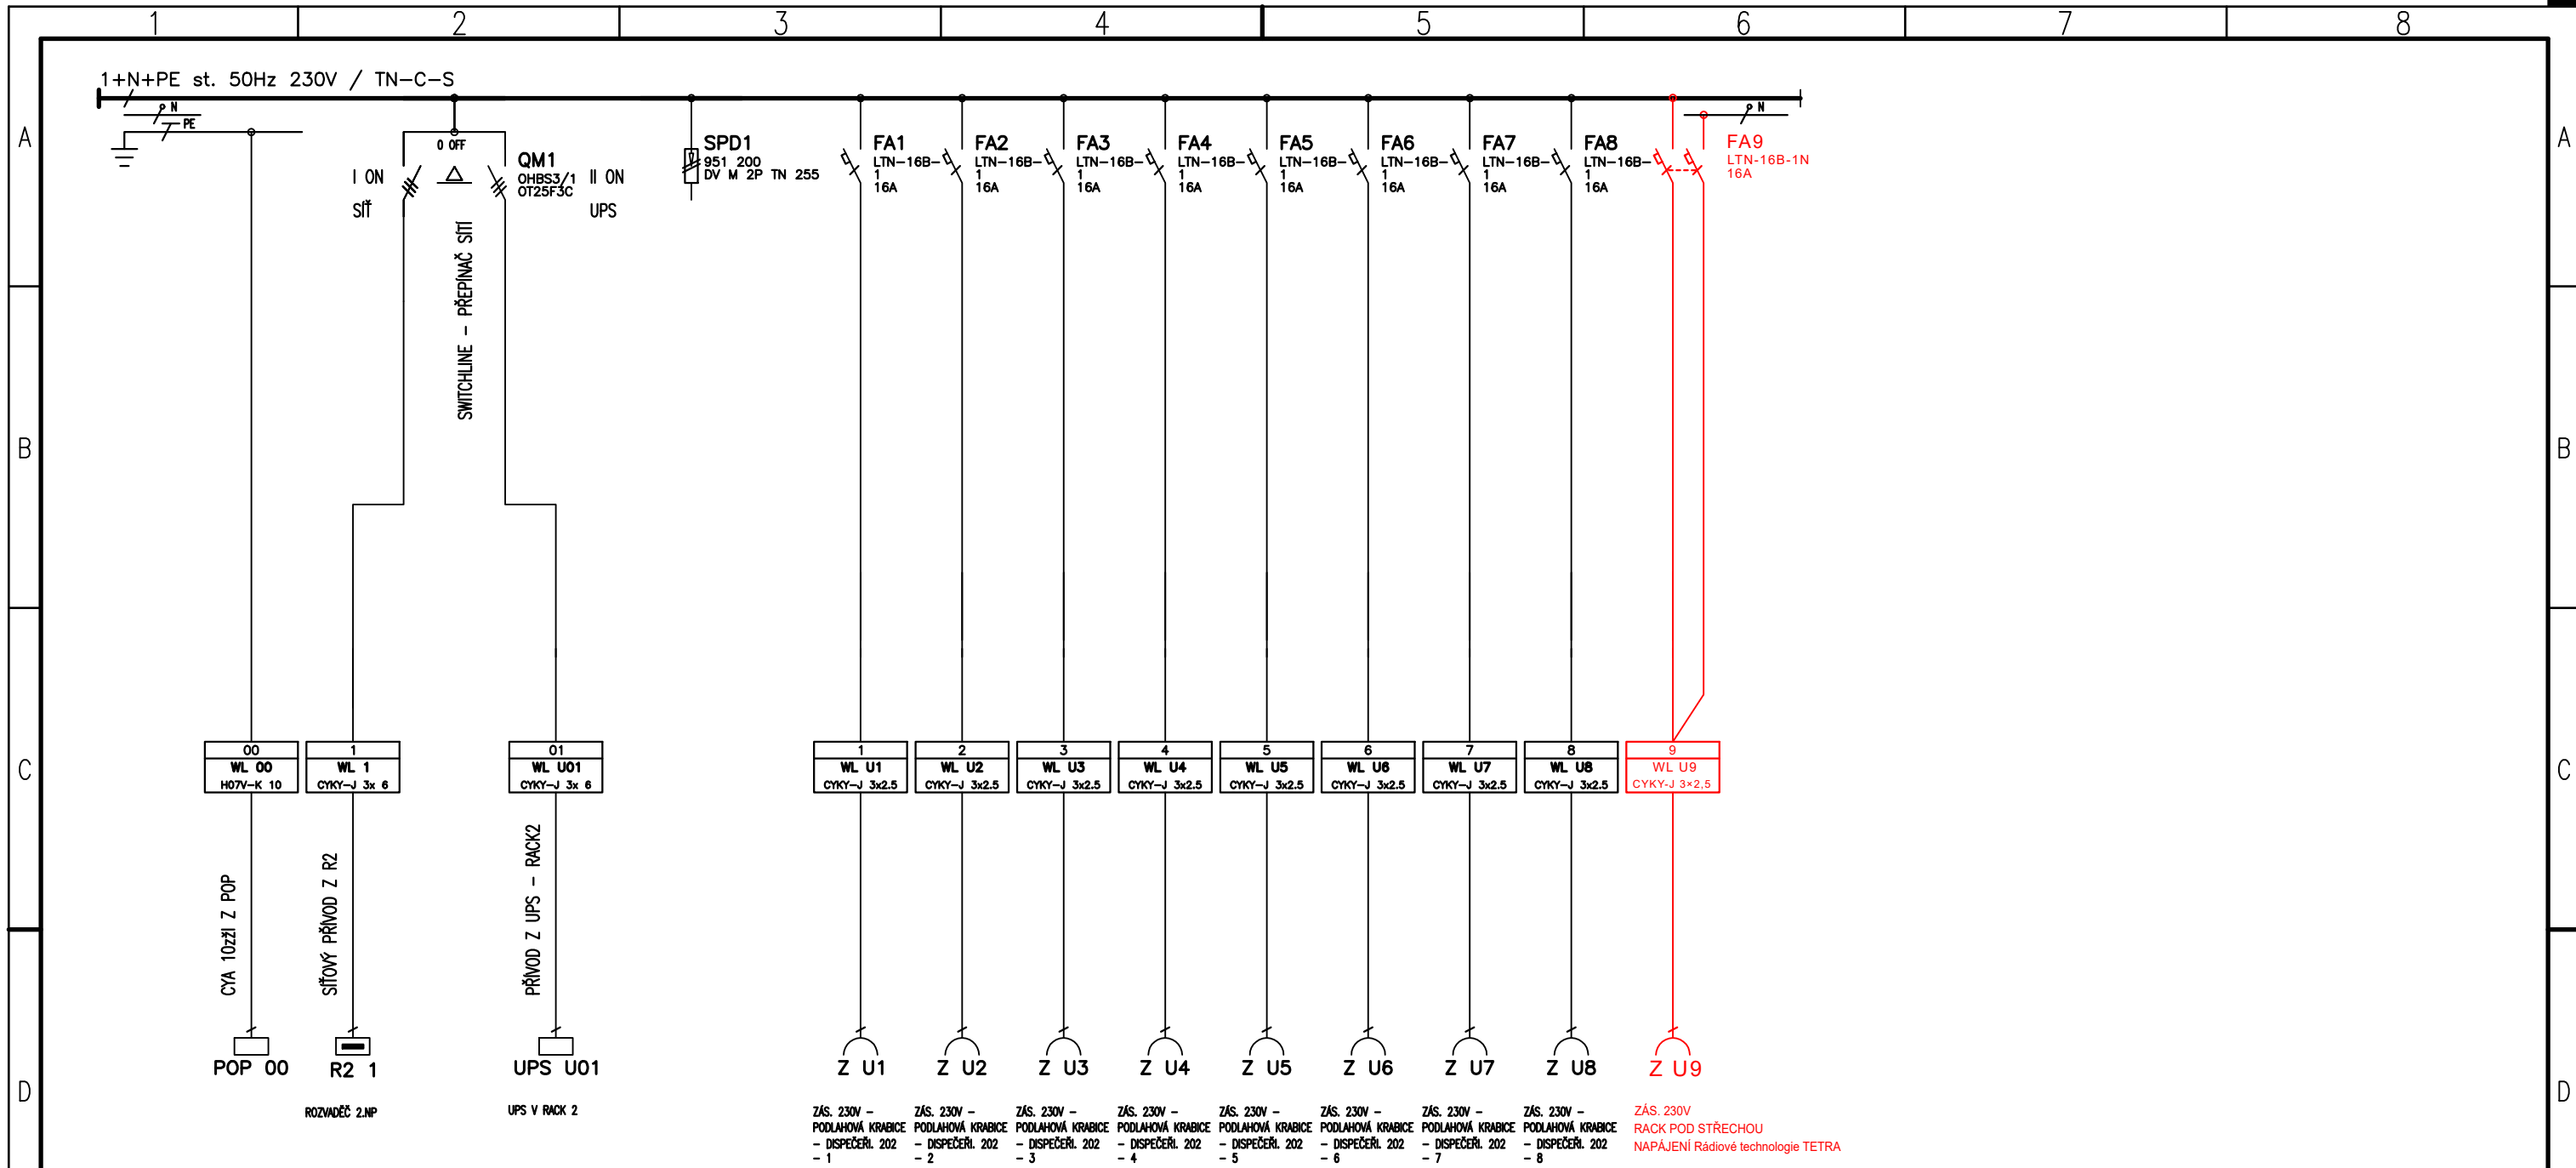 1 2 3 4 5 6 7 8
1+N+PE st. 50Hz 230V / TN-C-S
N
PE
N
A
A
B
B
C
C
D
D
0 OFF
I ON
SÍŤ
QM1
OHBS3/1
OT25F3C
II ON
UPS
SWITCHLINE - PŘEPÍNAČ SÍTÍ
SPD1
951 200
DV M 2P TN 255
FA1
LTN-16B-
1
16A
FA2
LTN-16B-
1
16A
FA3
LTN-16B-
1
16A
FA4
LTN-16B-
1
16A
FA5
LTN-16B-
1
16A
FA6
LTN-16B-
1
16A
FA7
LTN-16B-
1
16A
FA8
LTN-16B-
1
16A
FA9
LTN-16B-1N
16A
00
WL 00
H07V-K 10
1
WL 1
CYKY-J 3x 6
01
WL U01
CYKY-J 3x 6
1
WL U1
CYKY-J 3x2.5
2
WL U2
CYKY-J 3x2.5
3
WL U3
CYKY-J 3x2.5
4
WL U4
CYKY-J 3x2.5
5
WL U5
CYKY-J 3x2.5
6
WL U6
CYKY-J 3x2.5
7
WL U7
CYKY-J 3x2.5
8
WL U8
CYKY-J 3x2.5
9
WL U9
CYKY-J 3×2,5
CYA 10zžl Z POP
SÍŤOVÝ PŘÍVOD Z R2
PŘÍVOD Z UPS - RACK2
POP 00
R2 1
UPS U01
Z U1
Z U2
Z U3
Z U4
Z U5
Z U6
Z U7
Z U8
Z U9
ROZVADĚČ 2.NP
UPS V RACK 2
ZÁS. 230V -
PODLAHOVÁ KRABICE
- DISPEČEŘI. 202
- 1
ZÁS. 230V -
PODLAHOVÁ KRABICE
- DISPEČEŘI. 202
- 2
ZÁS. 230V -
PODLAHOVÁ KRABICE
- DISPEČEŘI. 202
- 3
ZÁS. 230V -
PODLAHOVÁ KRABICE
- DISPEČEŘI. 202
- 4
ZÁS. 230V -
PODLAHOVÁ KRABICE
- DISPEČEŘI. 202
- 5
ZÁS. 230V -
PODLAHOVÁ KRABICE
- DISPEČEŘI. 202
- 6
ZÁS. 230V -
PODLAHOVÁ KRABICE
- DISPEČEŘI. 202
- 7
ZÁS. 230V -
PODLAHOVÁ KRABICE
- DISPEČEŘI. 202
- 8
ZÁS. 230V
RACK POD STŘECHOU
NAPÁJENÍ Rádiové technologie TETRA